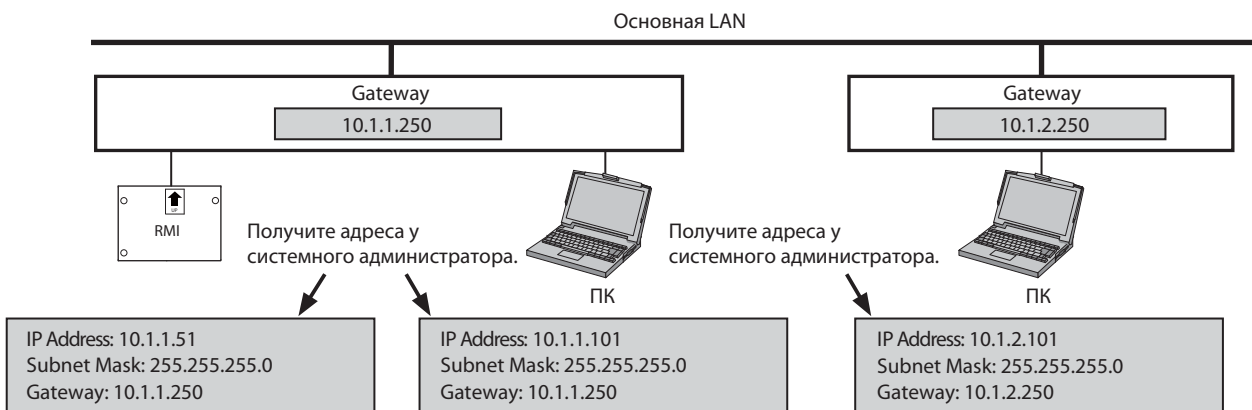 Основная LAN
Gateway
10.1.1.250
Gateway
10.1.2.250
UP
RMI
Получите адреса у
системного администратора.
ПК
Получите адреса у
системного администратора.
ПК
IP Address: 10.1.1.51
Subnet Mask: 255.255.255.0
Gateway: 10.1.1.250
IP Address: 10.1.1.101
Subnet Mask: 255.255.255.0
Gateway: 10.1.1.250
IP Address: 10.1.2.101
Subnet Mask: 255.255.255.0
Gateway: 10.1.2.250